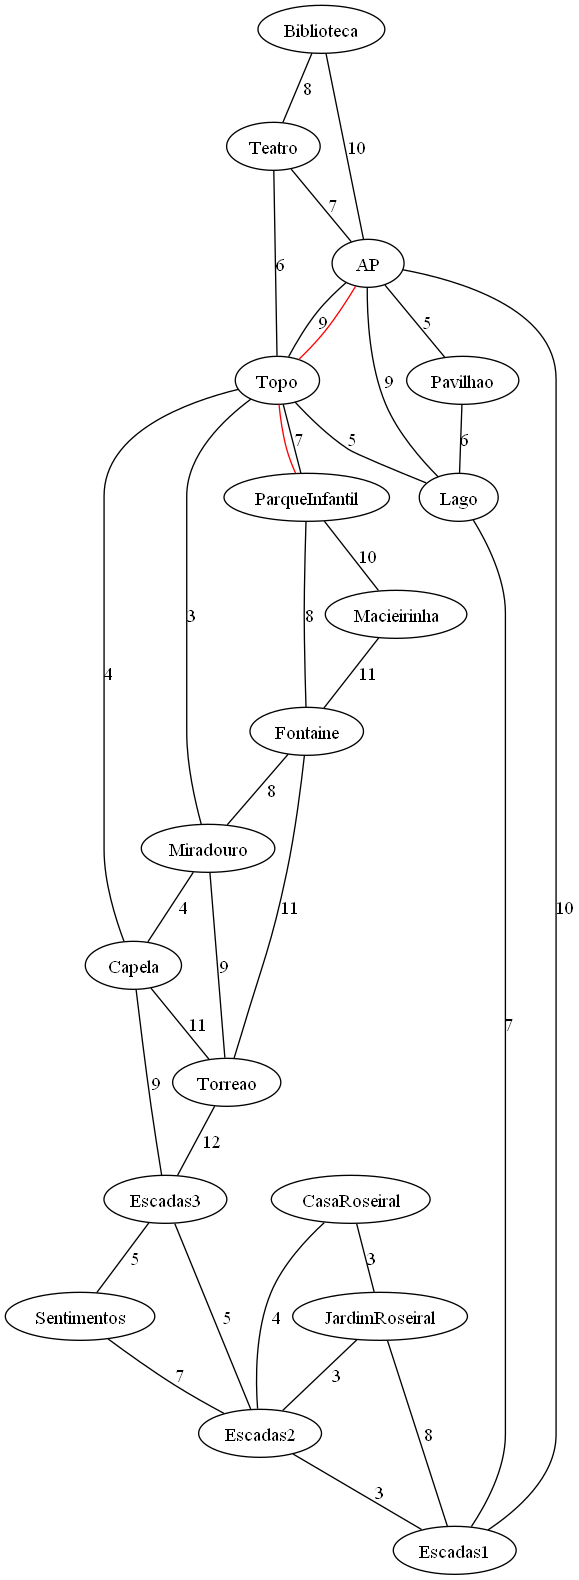 Biblioteca
8
Teatro
10
7
AP
6
9
5
Topo
Pavilhao
9
7
5
6
ParqueInfantil
Lago
10
3
8
Macieirinha
4
11
Fontaine
8
Miradouro
4
11
10
Capela
9
11
7
Torreao
9
12
Escadas3
CasaRoseiral
5
3
Sentimentos
5
4
JardimRoseiral
7
3
Escadas2
8
3
Escadas1